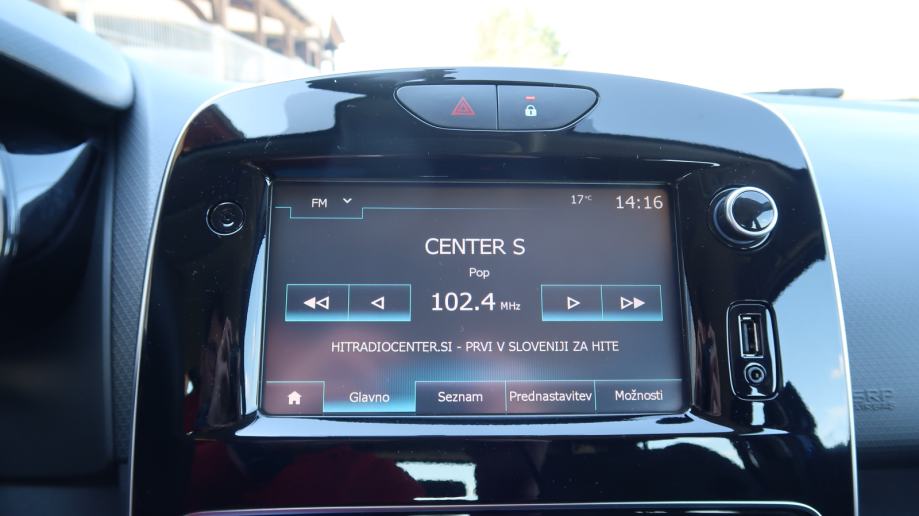 FM 17°C 14:16
CENTER S
Pop
102.4 MHz
HITRADIOCENTER.SI - PRVI V SLOVENIJI ZA HITE
Glavno Seznam Prednastavitev Možnosti